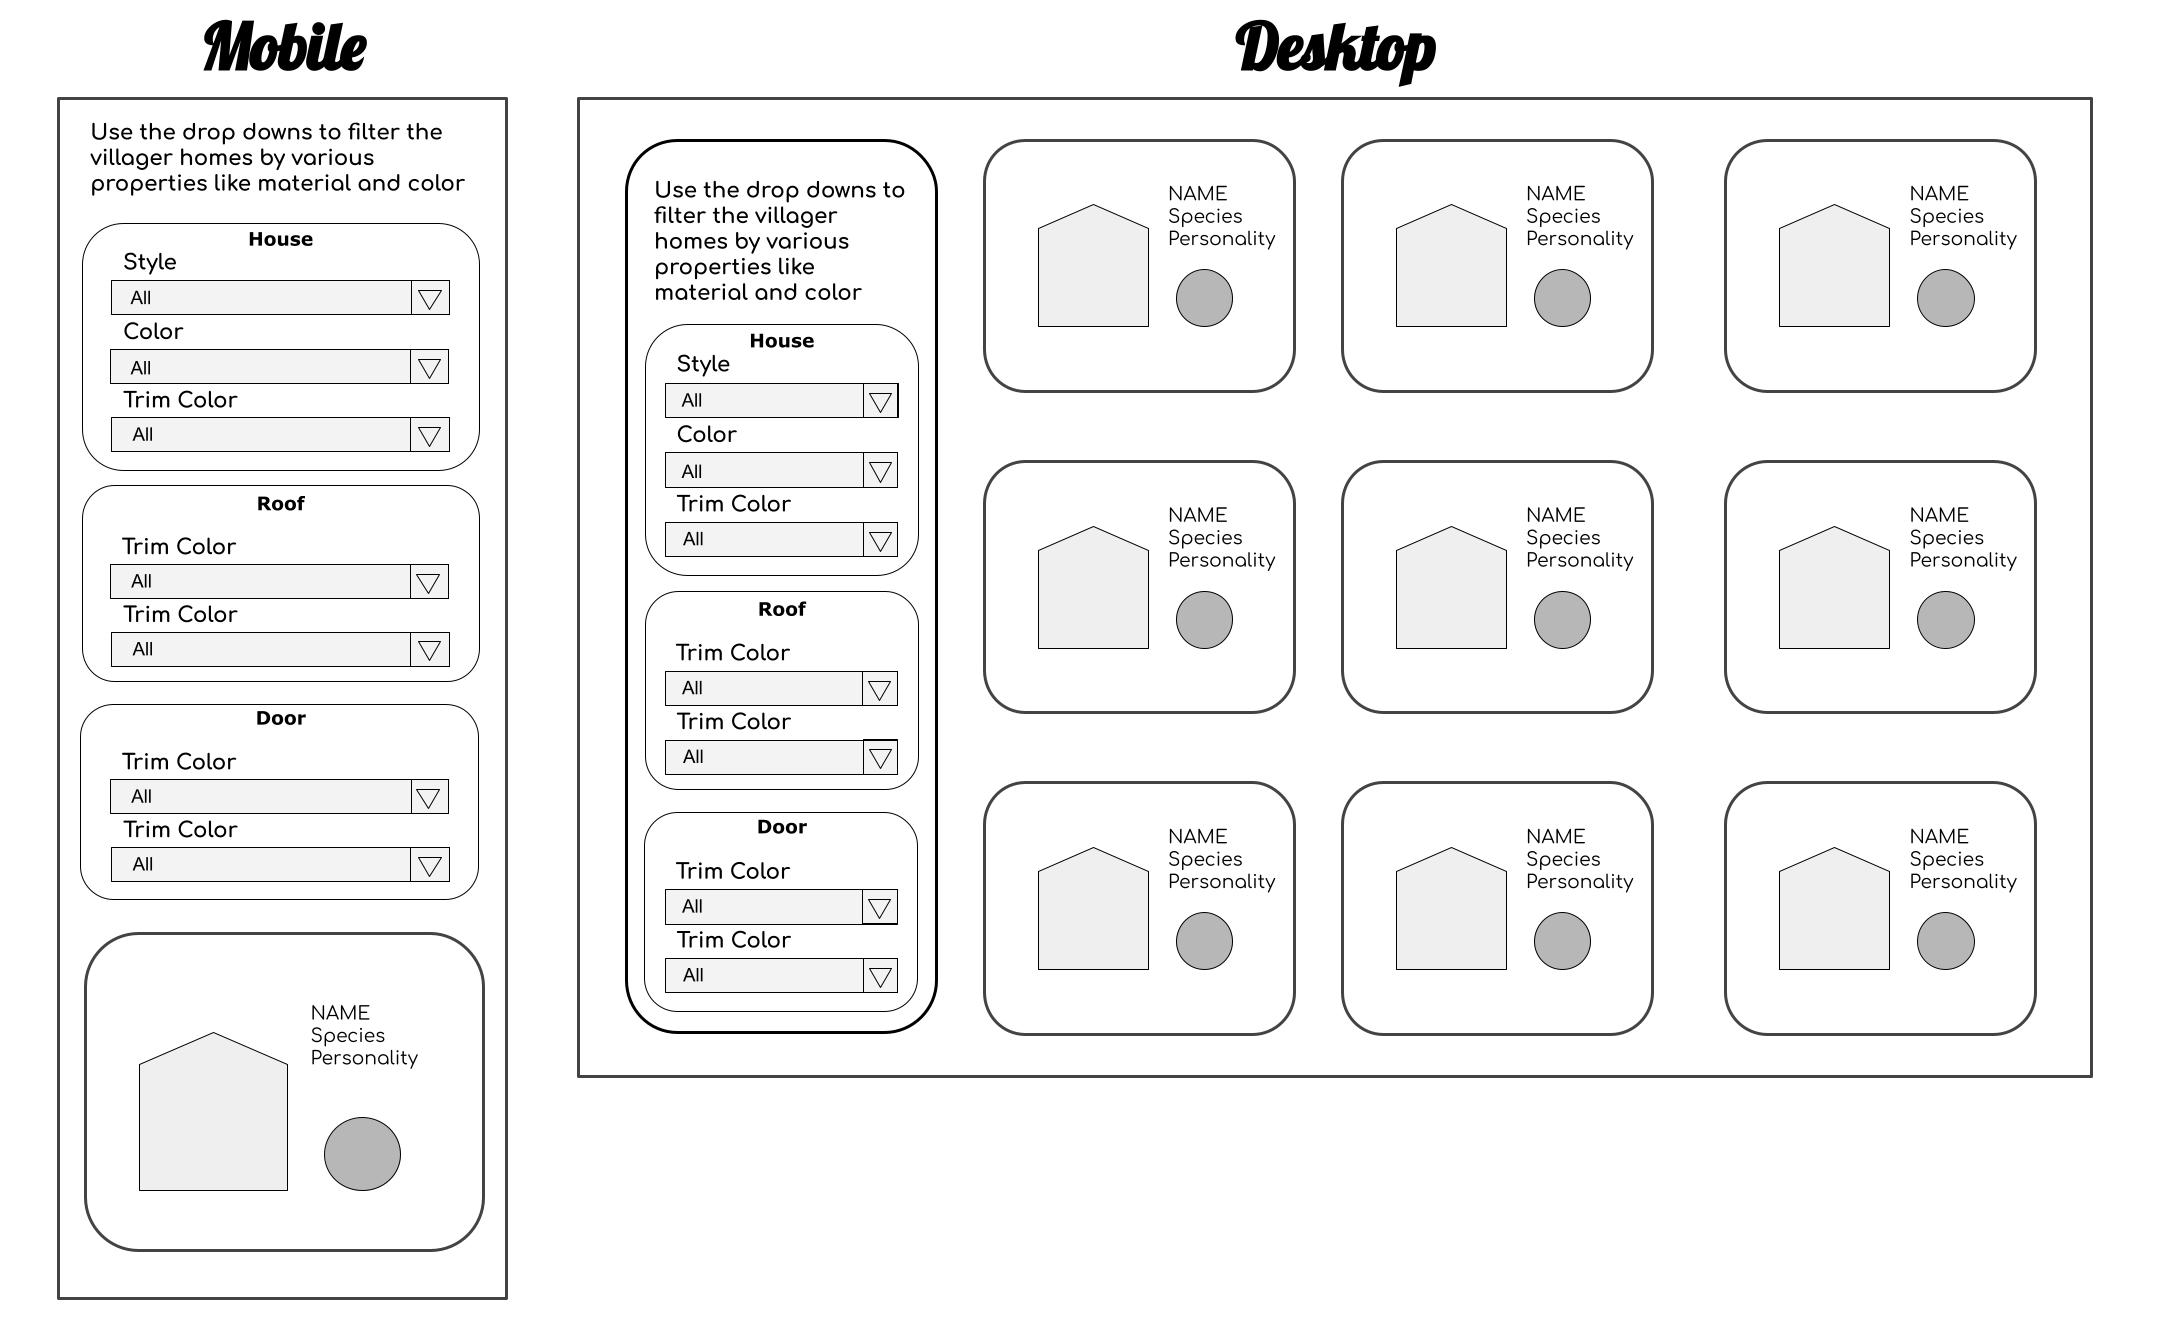 Mobile
Use the drop downs to filter the
villager homes by various
properties like material and color
House
Style
All
Color
All
Trim Color
All
Roof
Trim Color
All
Trim Color
All
Door
Trim Color
All
Trim Color
All
NAME
Species
Personality
Desktop
Use the drop downs to
filter the villager
homes by various
properties like
material and color
House
Style
All
Color
All
Trim Color
All
Roof
Trim Color
All
Trim Color
All
Door
Trim Color
All
Trim Color
All
NAME
Species
Personality
NAME
Species
Personality
NAME
Species
Personality
NAME
Species
Personality
NAME
Species
Personality
NAME
Species
Personality
NAME
Species
Personality
NAME
Species
Personality
NAME
Species
Personality